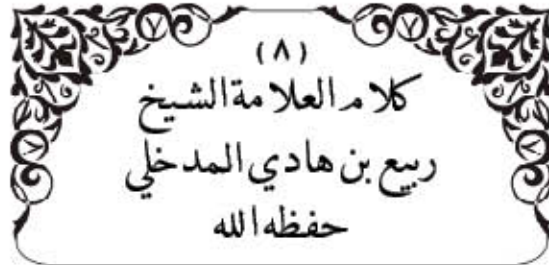 (٨)
كلام العلامة الشيخ
ربيع بن هادي المدخلي
حفظه الله